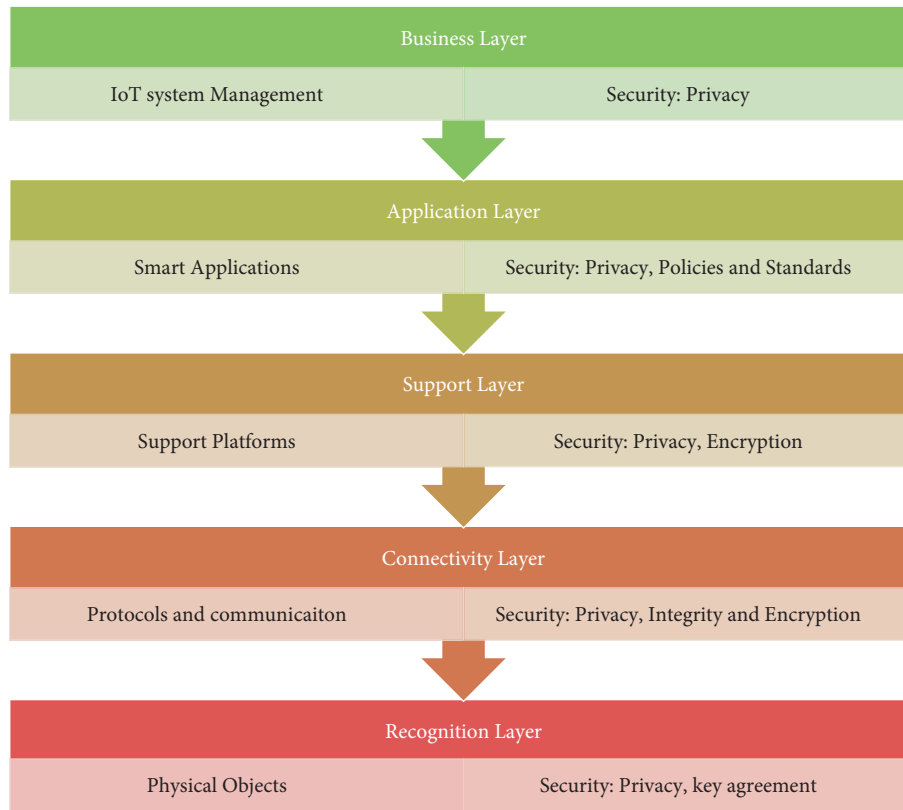 Business Layer
IoT system Management
Security: Privacy
Application Layer
Smart Applications
Security: Privacy, Policies and Standards
Support Layer
Support Platforms
Security: Privacy, Encryption
Connectivity Layer
Protocols and communicaiton
Security: Privacy, Integrity and Encryption
Recognition Layer
Physical Objects
Security: Privacy, key agreement